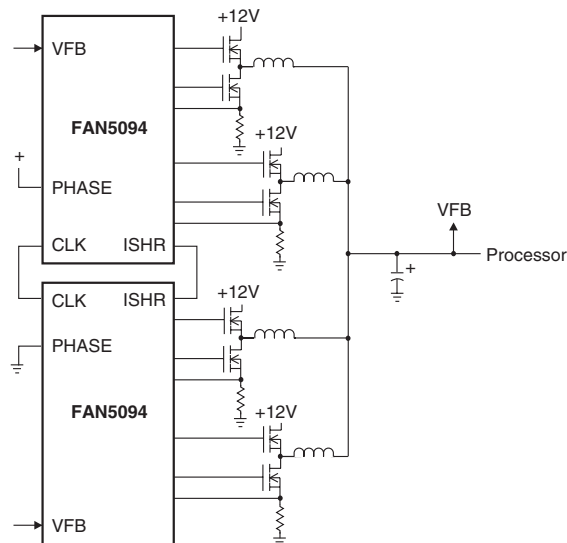 +12V
VFB
FAN5094
+12V
+
PHASE
VFB
CLK ISHR
Processor
+
CLK ISHR
+12V
PHASE
FAN5094
+12V
VFB